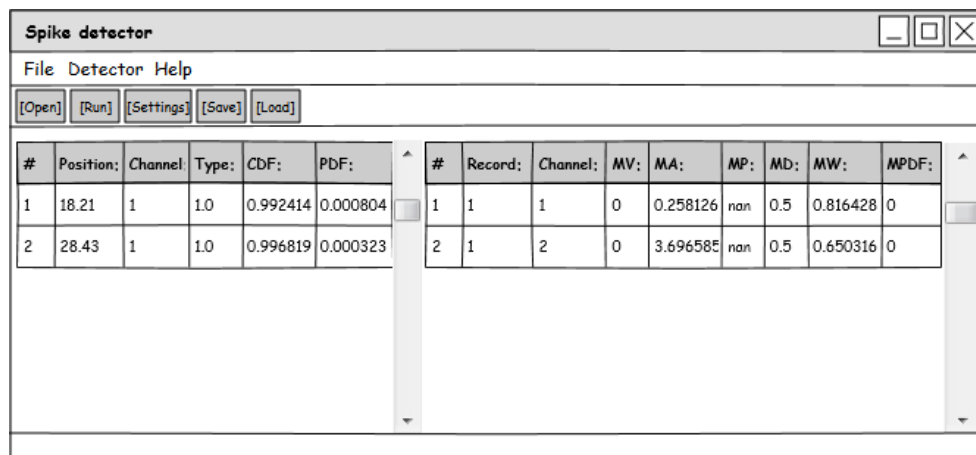 Spike detector
File Detector Help
[Open] [Run] [Settings] [Save] [Load]
# Position: Channel: Type: CDF: PDF:
1 18.21 1 1.0 0.992414 0.000804
2 28.43 1 1.0 0.996819 0.000323
# Record: Channel: MV: MA: MP: MD: MW: MPDF:
1 1 1 0 0.258126 nan 0.5 0.816428 0
2 1 2 0 3.696585 nan 0.5 0.650316 0